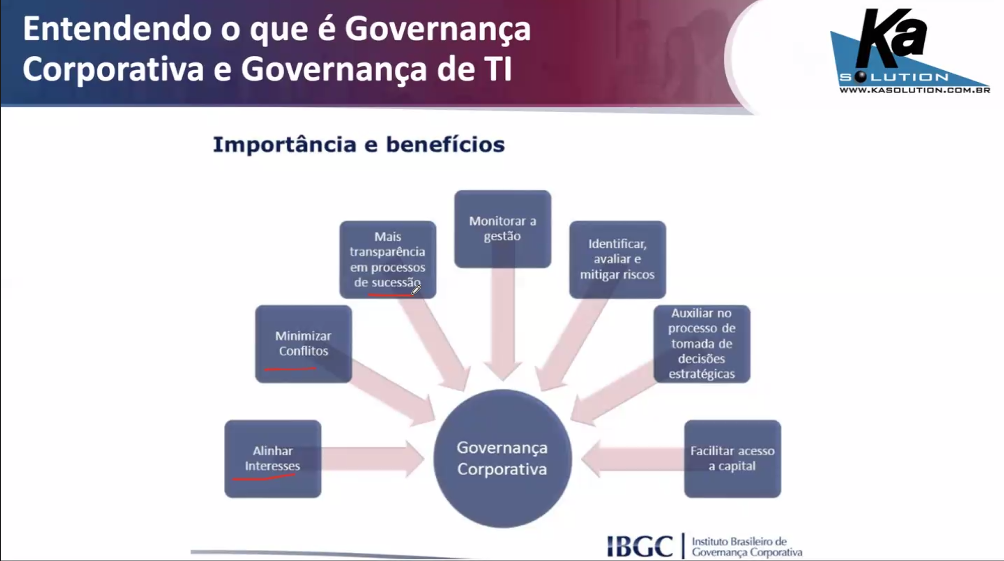 Entendendo o que é Governança
Corporativa e Governança de TI
Ka
SOLUTION
WWW.KASOLUTION.COM.BR
Importância e benefícios
Alinhar
Interesses
Minimizar
Conflitos
Mais
transparência
em processos
de sucessão
Monitorar a
gestão
Identificar,
avaliar e
mitigar riscos
Auxiliar no
processo de
tomada de
decisões
estratégicas
Facilitar acesso
a capital
Governança
Corporativa
IBGC
Instituto Brasileiro de
Governança Corporativa